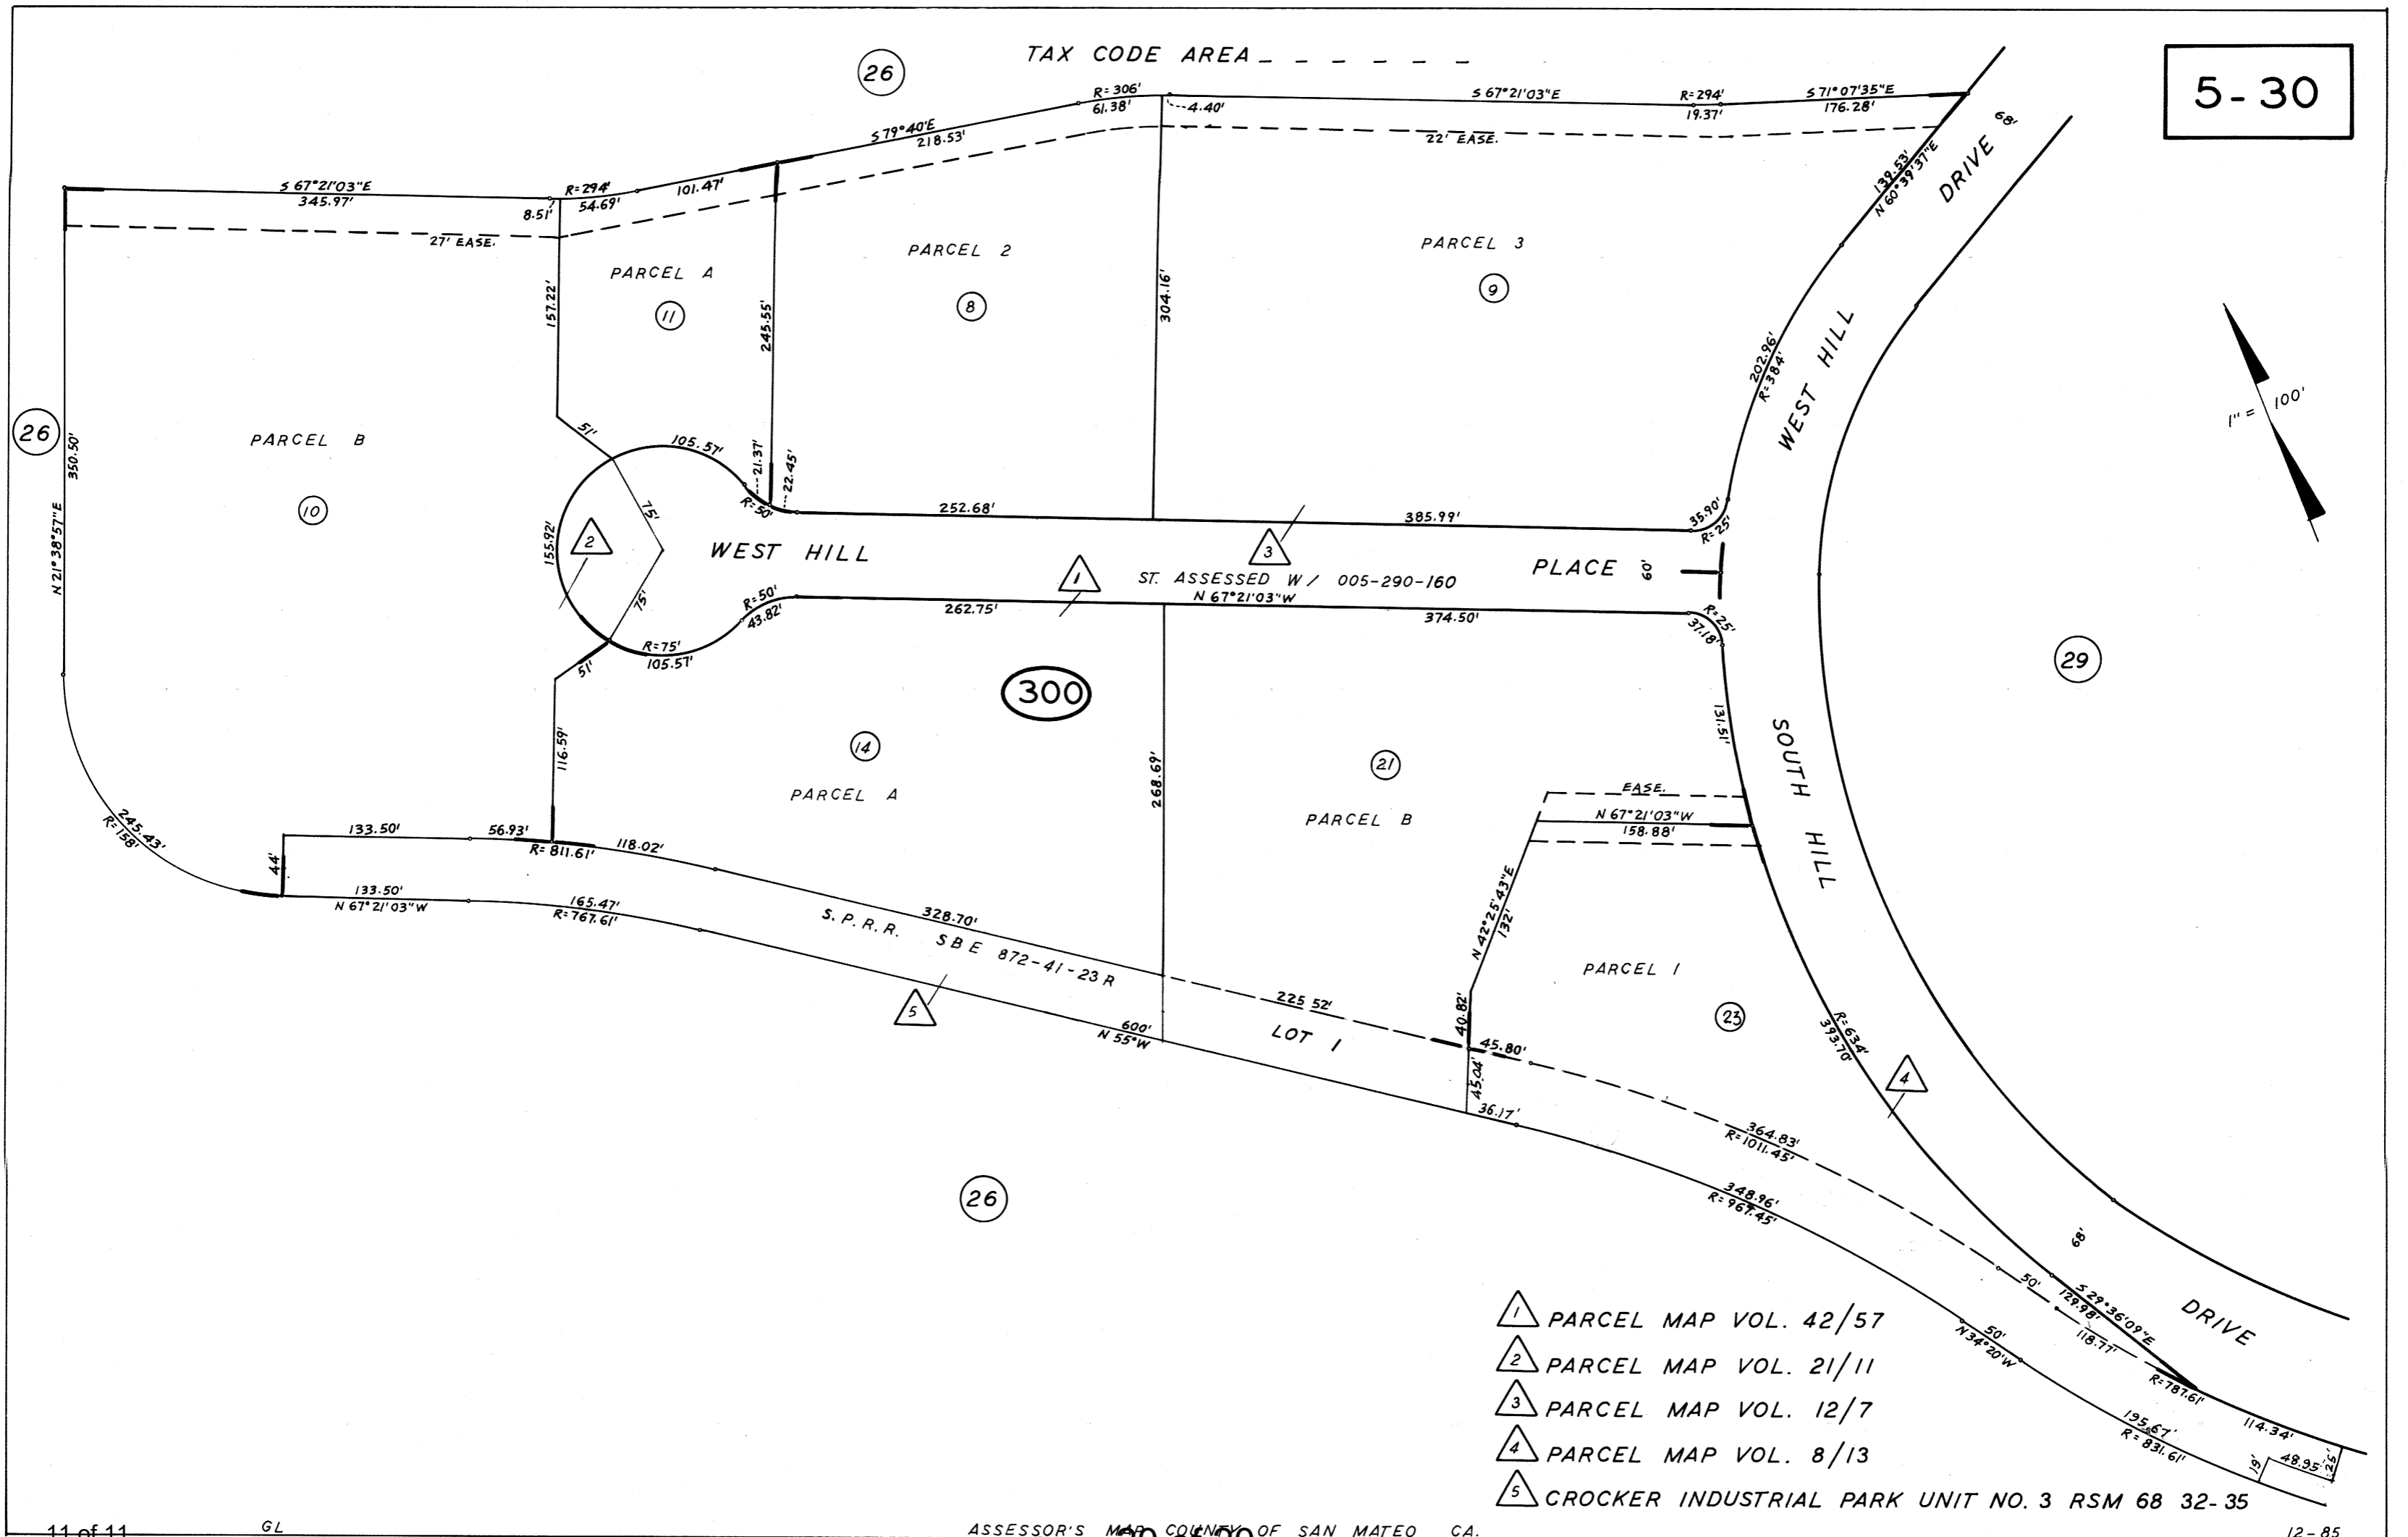 TAX CODE AREA _ _ _ _ _ _
5-30
26
R=306'
61.38'
4.40'
S 67°21'03"E
R=294'
19.37'
S 71°07'35"E
176.28'
68'
S 79°40'E
218.53'
22' EASE.
139.53'
N 60°39'37"E
DRIVE
S 67°21'03"E
345.97'
R=294'
54.69'
8.51'
101.47'
27' EASE.
PARCEL A
11
PARCEL 2
8
PARCEL 3
9
157.22'
245.55'
304.16'
202.96'
R=384'
WEST HILL
1" = 100'
26
350.50'
N 21°38'57"E
PARCEL B
10
51'
105.57'
21.37'
22.45'
R=50'
75'
252.68'
385.99'
35.90'
R=25'
155.92'
2
WEST HILL
3
PLACE
60'
1
ST. ASSESSED W/ 005-290-160
N 67°21'03"W
75'
R=50'
43.82'
262.75'
374.50'
R=25'
37.18'
R=75'
105.57'
51'
300
29
116.59'
14
PARCEL A
268.69'
21
PARCEL B
131.51'
SOUTH HILL
EASE.
N 67°21'03"W
158.88'
245.43'
R=158'
133.50'
56.93'
R=811.61'
118.02'
44'
133.50'
N 67°21'03"W
165.47'
R=767.61'
328.70'
S.P.R.R. SBE 872-41-23R
N 42°25'43"E
132'
PARCEL 1
23
5
225.52'
600'
N 55°W
LOT 1
40.82'
45.80'
45.04'
36.17'
R=634'
393.70'
4
364.83'
R=1011.45'
348.96'
R=967.45'
26
68'
50'
S 29°36'09"E
129.98'
118.77'
DRIVE
50'
N34°20'W
R=787.61'
114.34'
195.67'
R=831.61'
19'
48.95'
25'
1 PARCEL MAP VOL. 42/57
2 PARCEL MAP VOL. 21/11
3 PARCEL MAP VOL. 12/7
4 PARCEL MAP VOL. 8/13
5 CROCKER INDUSTRIAL PARK UNIT NO. 3 RSM 68 32-35
11 of 11
GL
ASSESSOR'S MAP COUNTY OF SAN MATEO CA.
12-85